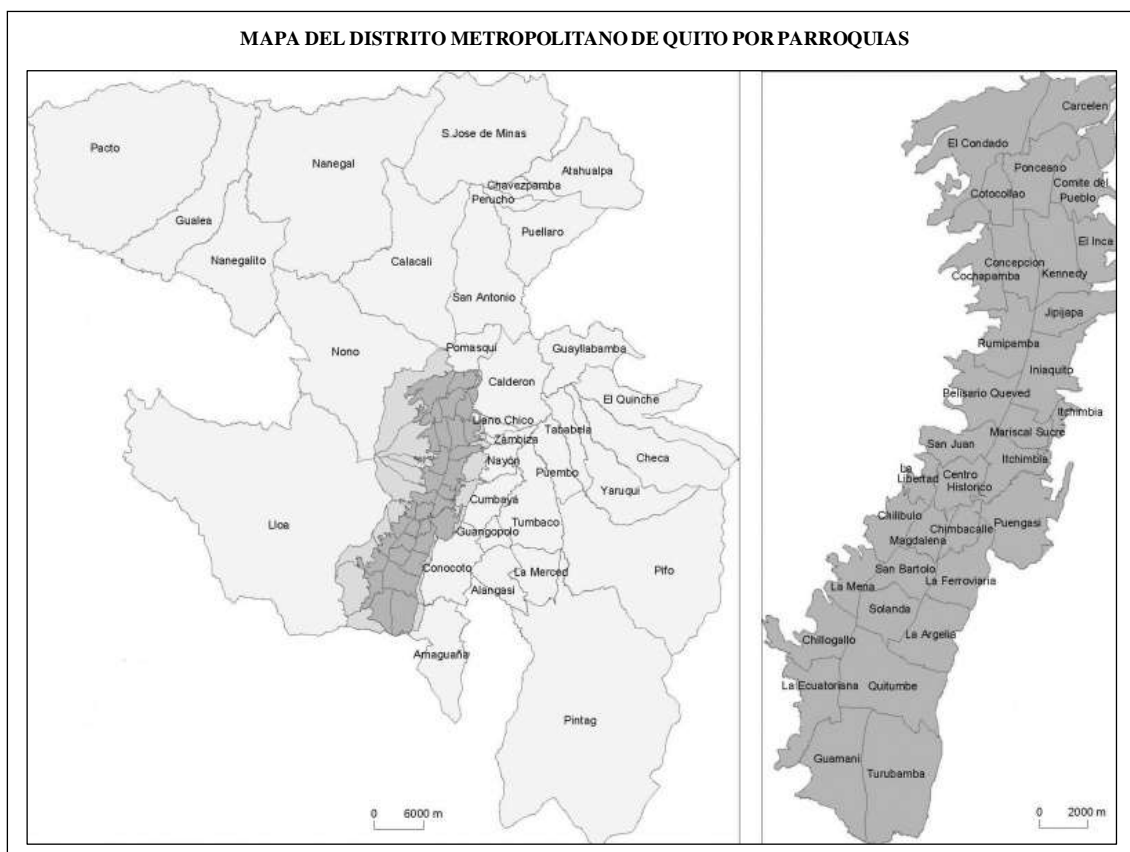 MAPA DEL DISTRITO METROPOLITANO DE QUITO POR PARROQUIAS
Pacto
Nanegal
S.Jose de Minas
Atahualpa
Chavezpamba
Perucho
Gualea
Puellaro
Nanegalito
Calacali
San Antonio
Nono
Pomasqui
Guayllabamba
Calderon
El Quinche
Llano Chico
Tababela
Zambiza
Checa
Nayón
Puembo
Yaruqui
Cumbaya
Lloa
Tumbaco
Guangopolo
Conocoto
La Merced
Pifo
Alangasi
Amaguaña
Pintag
0 6000 m
Carcelen
El Condado
Ponceano
Comite del
Pueblo
Cotocollao
El Inca
Concepcion
Cochapamba
Kennedy
Jipijapa
Rumipamba
Iniaquito
Belisario Queved
Itchimbia
Mariscal Sucre
San Juan
Itchimbia
La
Libertad
Centro
Historico
Chilibulo
Puengasi
Chimbacalle
Magdalena
San Bartolo
La Ferroviaria
La Mena
Solanda
La Argelia
Chillogallo
La Ecuatoriana
Quitumbe
Guamani
Turubamba
0 2000 m